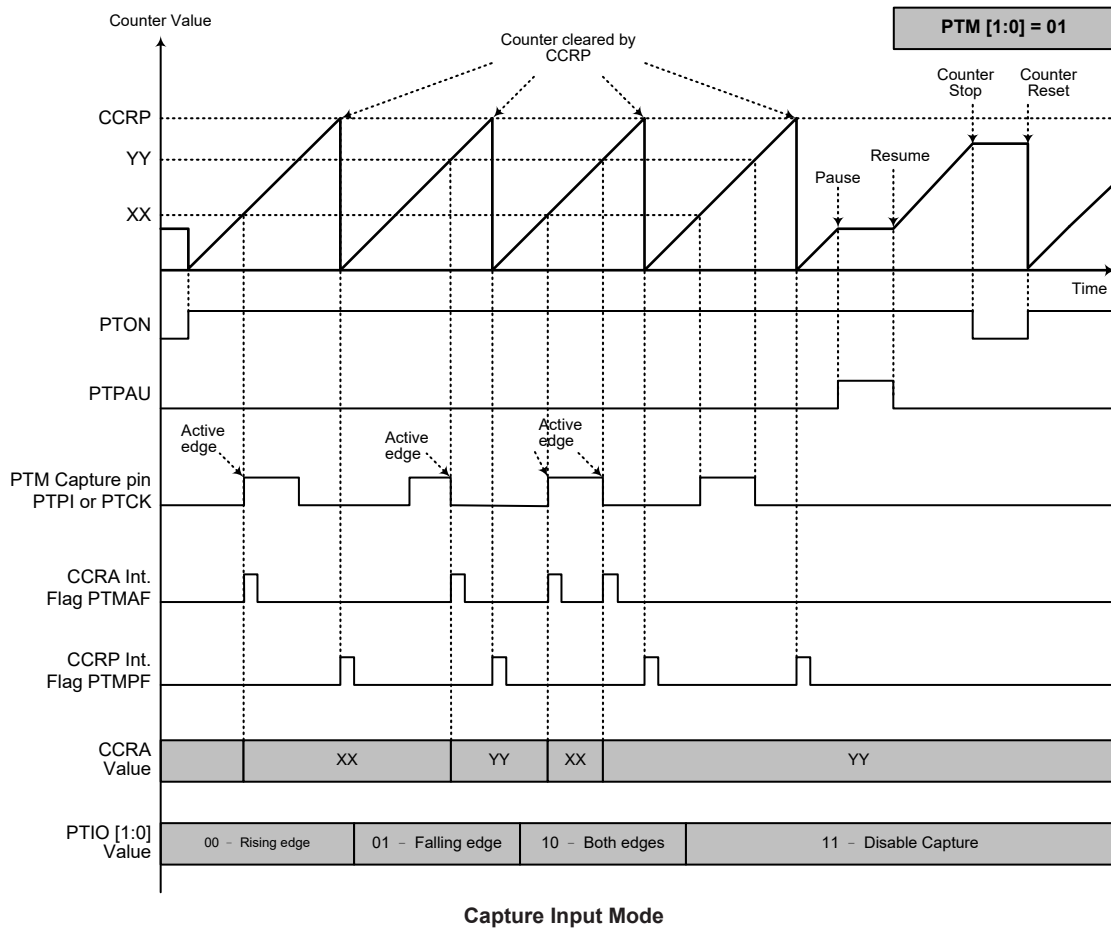 Counter Value
PTM [1:0] = 01
Counter cleared by
CCRP
Counter
Stop
Counter
Reset
CCRP
YY
Resume
Pause
XX
Time
PTON
PTPAU
Active
edge
Active
edge
Active
edge
PTM Capture pin
PTPI or PTCK
CCRA Int.
Flag PTMAF
CCRP Int.
Flag PTMPF
CCRA
Value
XX
YY
XX
YY
PTIO [1:0]
Value
00 – Rising edge
01 – Falling edge
10 – Both edges
11 – Disable Capture
Capture Input Mode